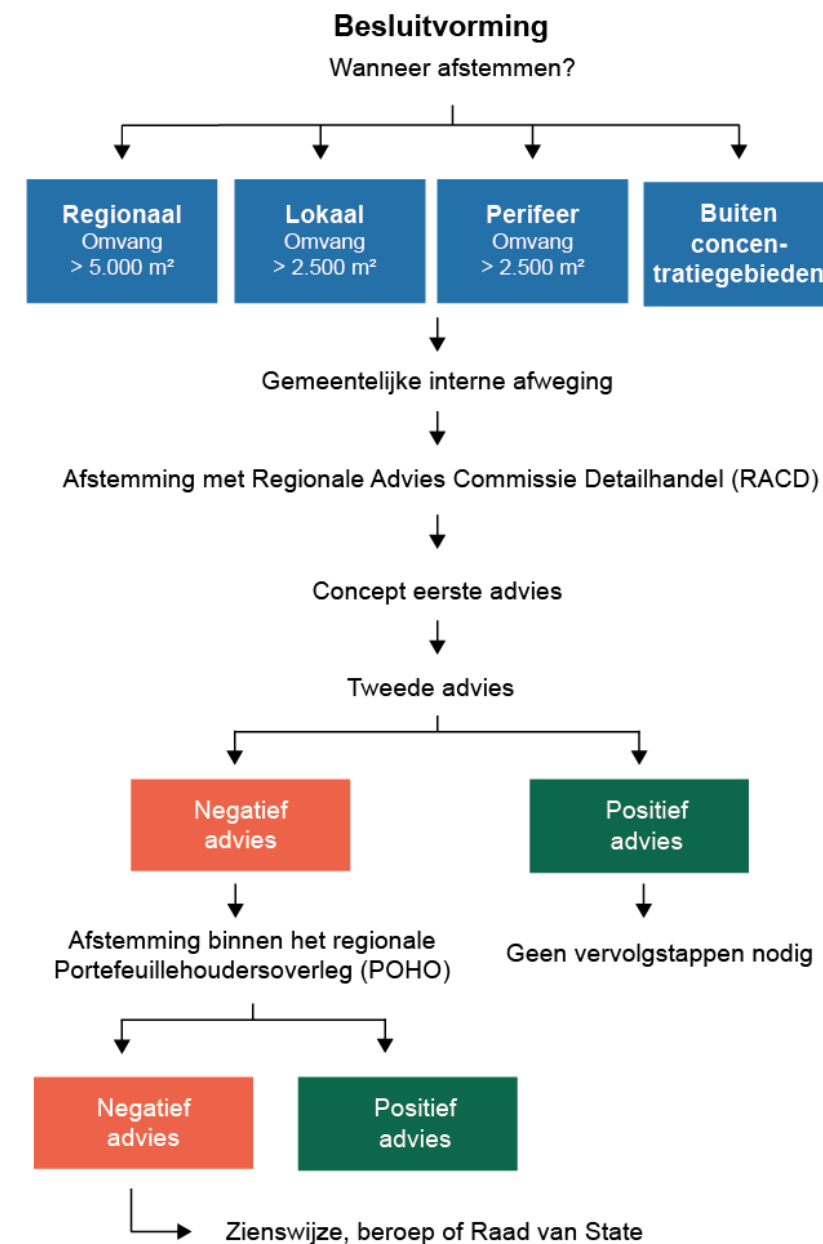 Besluitvorming
Wanneer afstemmen?
Regionaal
Omvang
> 5.000 m²
Lokaal
Omvang
> 2.500 m²
Perifeer
Omvang
> 2.500 m²
Buiten
concen-
tratiegebieden
Gemeentelijke interne afweging
Afstemming met Regionale Advies Commissie Detailhandel (RACD)
Concept eerste advies
Tweede advies
Negatief
advies
Positief
advies
Afstemming binnen het regionale
Portefeuillehoudersoverleg (POHO)
Geen vervolgstappen nodig
Negatief
advies
Positief
advies
Zienswijze, beroep of Raad van State